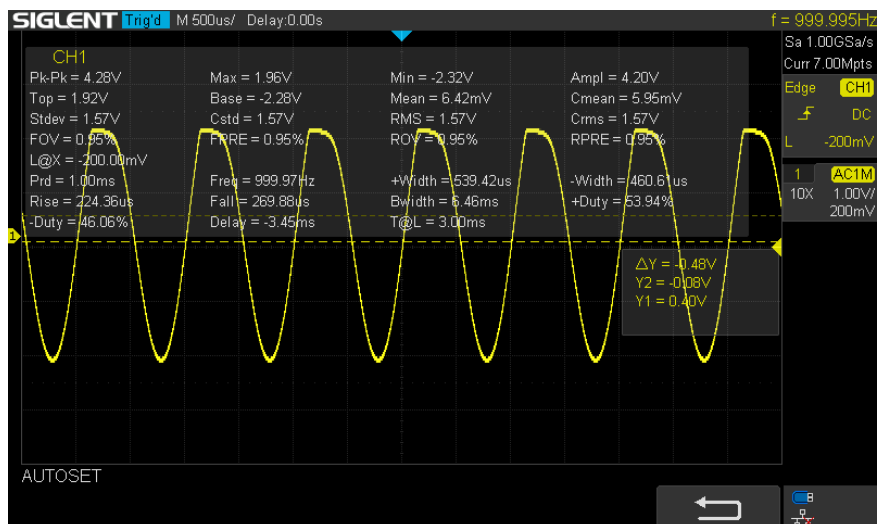 SIGLENT Trig'd M 500us/ Delay:0.00s f = 999.995Hz
Sa 1.00GSa/s
Curr 7.00Mpts
Edge CH1
DC
L -200mV
1 AC1M
10X 1.00V/
200mV
CH1
Pk-Pk = 4.28V Max = 1.96V Min = -2.32V Ampl = 4.20V
Top = 1.92V Base = -2.28V Mean = 6.42mV Cmean = 5.95mV
Stdev = 1.57V Cstd = 1.57V RMS = 1.57V Crms = 1.57V
FOV = 0.95% FPRE = 0.95% ROV = 0.95% RPRE = 0.95%
L@X = -200.00mV
Prd = 1.00ms Freq = 999.97Hz +Width = 539.42us -Width = 460.61us
Rise = 224.36us Fall = 269.88us Bwidth = 6.46ms +Duty = 53.94%
-Duty = 46.06% Delay = -3.45ms T@L = 3.00ms
1
△Y = -0.48V
Y2 = -0.08V
Y1 = 0.40V
AUTOSET